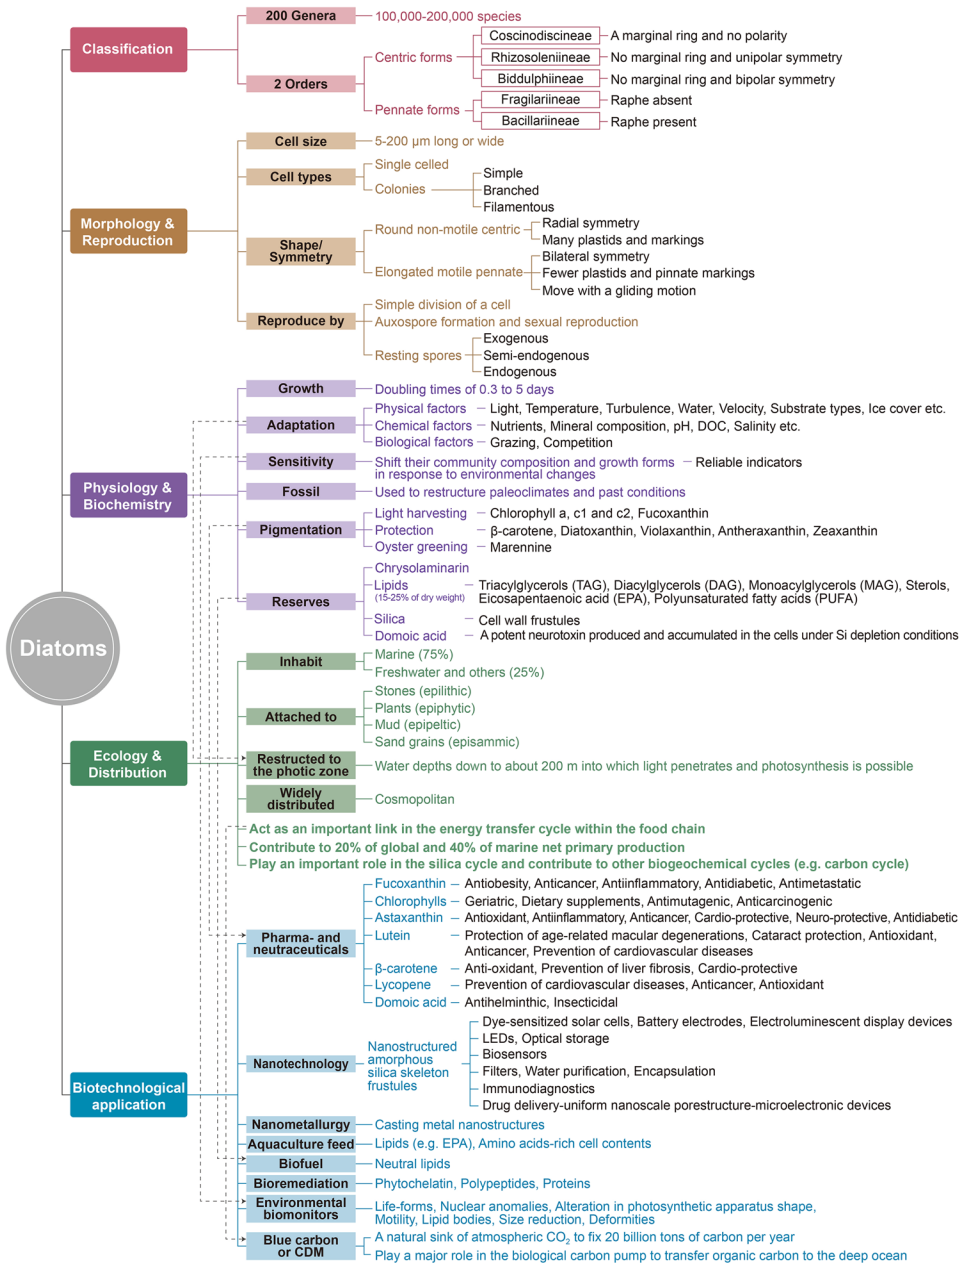 Diatoms
Classification
200 Genera
100,000-200,000 species
2 Orders
Centric forms
Coscinodiscineae
A marginal ring and no polarity
Rhizosoleniineae
No marginal ring and unipolar symmetry
Biddulphiineae
No marginal ring and bipolar symmetry
Pennate forms
Fragilariineae
Raphe absent
Bacillariineae
Raphe present
Morphology &
Reproduction
Cell size
5-200 µm long or wide
Cell types
Single celled
Colonies
Simple
Branched
Filamentous
Shape/
Symmetry
Round non-motile centric
Radial symmetry
Many plastids and markings
Elongated motile pennate
Bilateral symmetry
Fewer plastids and pinnate markings
Move with a gliding motion
Reproduce by
Simple division of a cell
Auxospore formation and sexual reproduction
Resting spores
Exogenous
Semi-endogenous
Endogenous
Physiology &
Biochemistry
Growth
Doubling times of 0.3 to 5 days
Adaptation
Physical factors
Light, Temperature, Turbulence, Water, Velocity, Substrate types, Ice cover etc.
Chemical factors
Nutrients, Mineral composition, pH, DOC, Salinity etc.
Biological factors
Grazing, Competition
Sensitivity
Shift their community composition and growth forms
in response to environmental changes
Reliable indicators
Fossil
Used to restructure paleoclimates and past conditions
Pigmentation
Light harvesting
Chlorophyll a, c1 and c2, Fucoxanthin
Protection
β-carotene, Diatoxanthin, Violaxanthin, Antheraxanthin, Zeaxanthin
Oyster greening
Marennine
Reserves
Chrysolaminarin
Lipids
(15-25% of dry weight)
Triacylglycerols (TAG), Diacylglycerols (DAG), Monoacylglycerols (MAG), Sterols,
Eicosapentaenoic acid (EPA), Polyunsaturated fatty acids (PUFA)
Silica
Cell wall frustules
Domoic acid
A potent neurotoxin produced and accumulated in the cells under Si depletion conditions
Ecology &
Distribution
Inhabit
Marine (75%)
Freshwater and others (25%)
Attached to
Stones (epilithic)
Plants (epiphytic)
Mud (epipeltic)
Sand grains (episammic)
Restructed to
the photic zone
Water depths down to about 200 m into which light penetrates and photosynthesis is possible
Widely
distributed
Cosmopolitan
Act as an important link in the energy transfer cycle within the food chain
Contribute to 20% of global and 40% of marine net primary production
Play an important role in the silica cycle and contribute to other biogeochemical cycles (e.g. carbon cycle)
Biotechnological
application
Pharma- and
neutraceuticals
Fucoxanthin
Antiobesity, Anticancer, Antiinflammatory, Antidiabetic, Antimetastatic
Chlorophylls
Geriatric, Dietary supplements, Antimutagenic, Anticarcinogenic
Astaxanthin
Antioxidant, Antiinflammatory, Anticancer, Cardio-protective, Neuro-protective, Antidiabetic
Lutein
Protection of age-related macular degenerations, Cataract protection, Antioxidant,
Anticancer, Prevention of cardiovascular diseases
β-carotene
Anti-oxidant, Prevention of liver fibrosis, Cardio-protective
Lycopene
Prevention of cardiovascular diseases, Anticancer, Antioxidant
Domoic acid
Antihelminthic, Insecticidal
Nanotechnology
Nanostructured
amorphous
silica skeleton
frustules
Dye-sensitized solar cells, Battery electrodes, Electroluminescent display devices
LEDs, Optical storage
Biosensors
Filters, Water purification, Encapsulation
Immunodiagnostics
Drug delivery-uniform nanoscale porestructure-microelectronic devices
Nanometallurgy
Casting metal nanostructures
Aquaculture feed
Lipids (e.g. EPA), Amino acids-rich cell contents
Biofuel
Neutral lipids
Bioremediation
Phytochelatin, Polypeptides, Proteins
Environmental
biomonitors
Life-forms, Nuclear anomalies, Alteration in photosynthetic apparatus shape,
Motility, Lipid bodies, Size reduction, Deformities
Blue carbon
or CDM
A natural sink of atmospheric CO₂ to fix 20 billion tons of carbon per year
Play a major role in the biological carbon pump to transfer organic carbon to the deep ocean